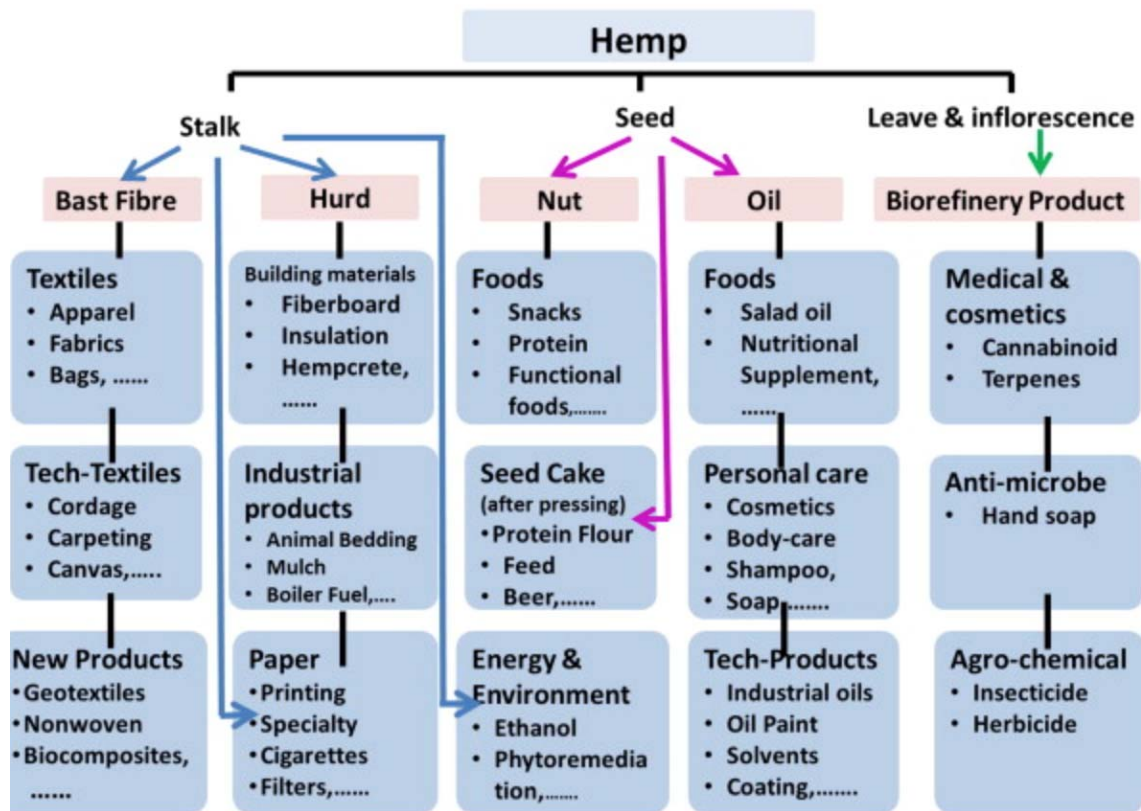 Hemp
Stalk
Seed
Leave & inflorescence
Bast Fibre
Hurd
Nut
Oil
Biorefinery Product
Textiles
• Apparel
• Fabrics
• Bags, ……
Building materials
• Fiberboard
• Insulation
• Hempcrete,
……
Foods
• Snacks
• Protein
• Functional
foods,…….
Foods
• Salad oil
• Nutritional
Supplement,
……
Medical &
cosmetics
• Cannabinoid
• Terpenes
Tech-Textiles
• Cordage
• Carpeting
• Canvas,…..
Industrial
products
• Animal Bedding
• Mulch
• Boiler Fuel,….
Seed Cake
(after pressing)
• Protein Flour
• Feed
• Beer,……
Personal care
• Cosmetics
• Body-care
• Shampoo,
• Soap …….
Anti-microbe
• Hand soap
New Products
• Geotextiles
• Nonwoven
• Biocomposites,
……
Paper
• Printing
• Specialty
• Cigarettes
• Filters,……
Energy &
Environment
• Ethanol
• Phytoremedia
tion,…….
Tech-Products
• Industrial oils
• Oil Paint
• Solvents
• Coating,…….
Agro-chemical
• Insecticide
• Herbicide